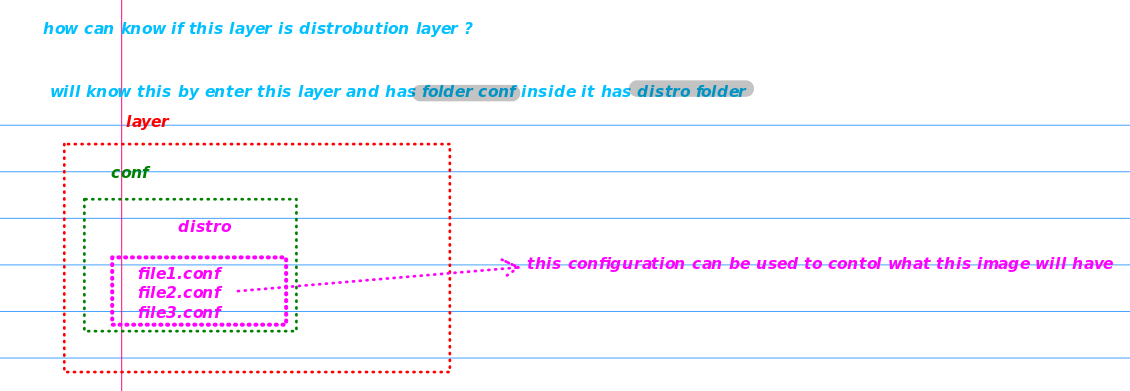 how can know if this layer is distrobution layer ?
will know this by enter this layer and has folder conf inside it has distro folder
layer
conf
distro
file1.conf
this configuration can be used to contol what this image will have
file2.conf
file3.conf